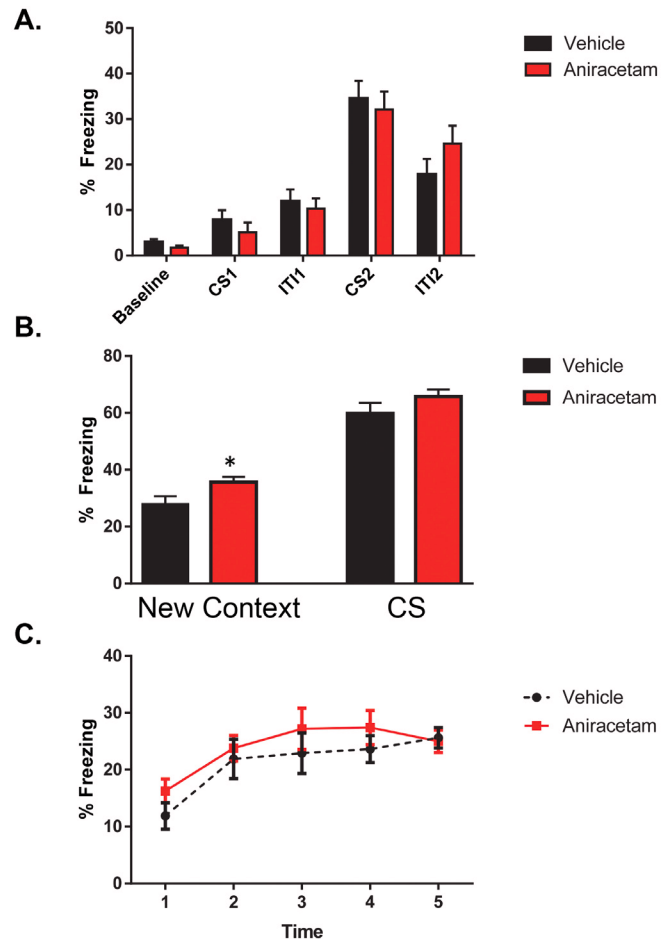 A.
50
40
30
20
10
0
% Freezing
Baseline
CS1
ITI1
CS2
ITI2
Vehicle
Aniracetam
B.
80
60
40
20
0
% Freezing
*
New Context
CS
Vehicle
Aniracetam
C.
40
30
20
10
0
% Freezing
1 2 3 4 5
Time
Vehicle
Aniracetam